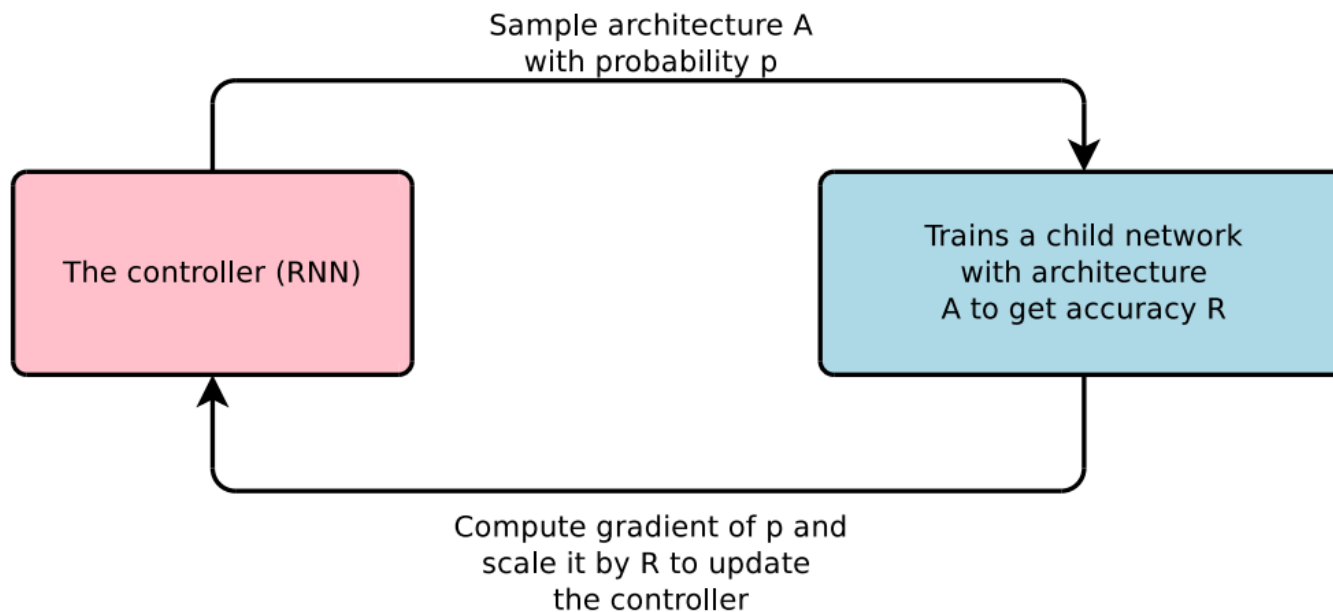 Sample architecture A
with probability p
The controller (RNN)
Trains a child network
with architecture
A to get accuracy R
Compute gradient of p and
scale it by R to update
the controller